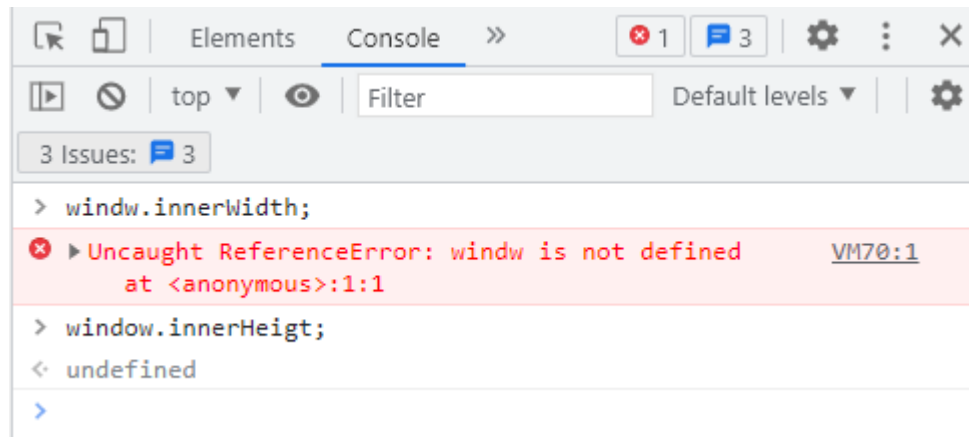 Elements Console » 1 3
top ▼ Filter Default levels ▼
3 Issues: 3
> windw.innerWidth;
▶Uncaught ReferenceError: windw is not defined VM70:1
at <anonymous>:1:1
> window.innerHeigt;
undefined
>